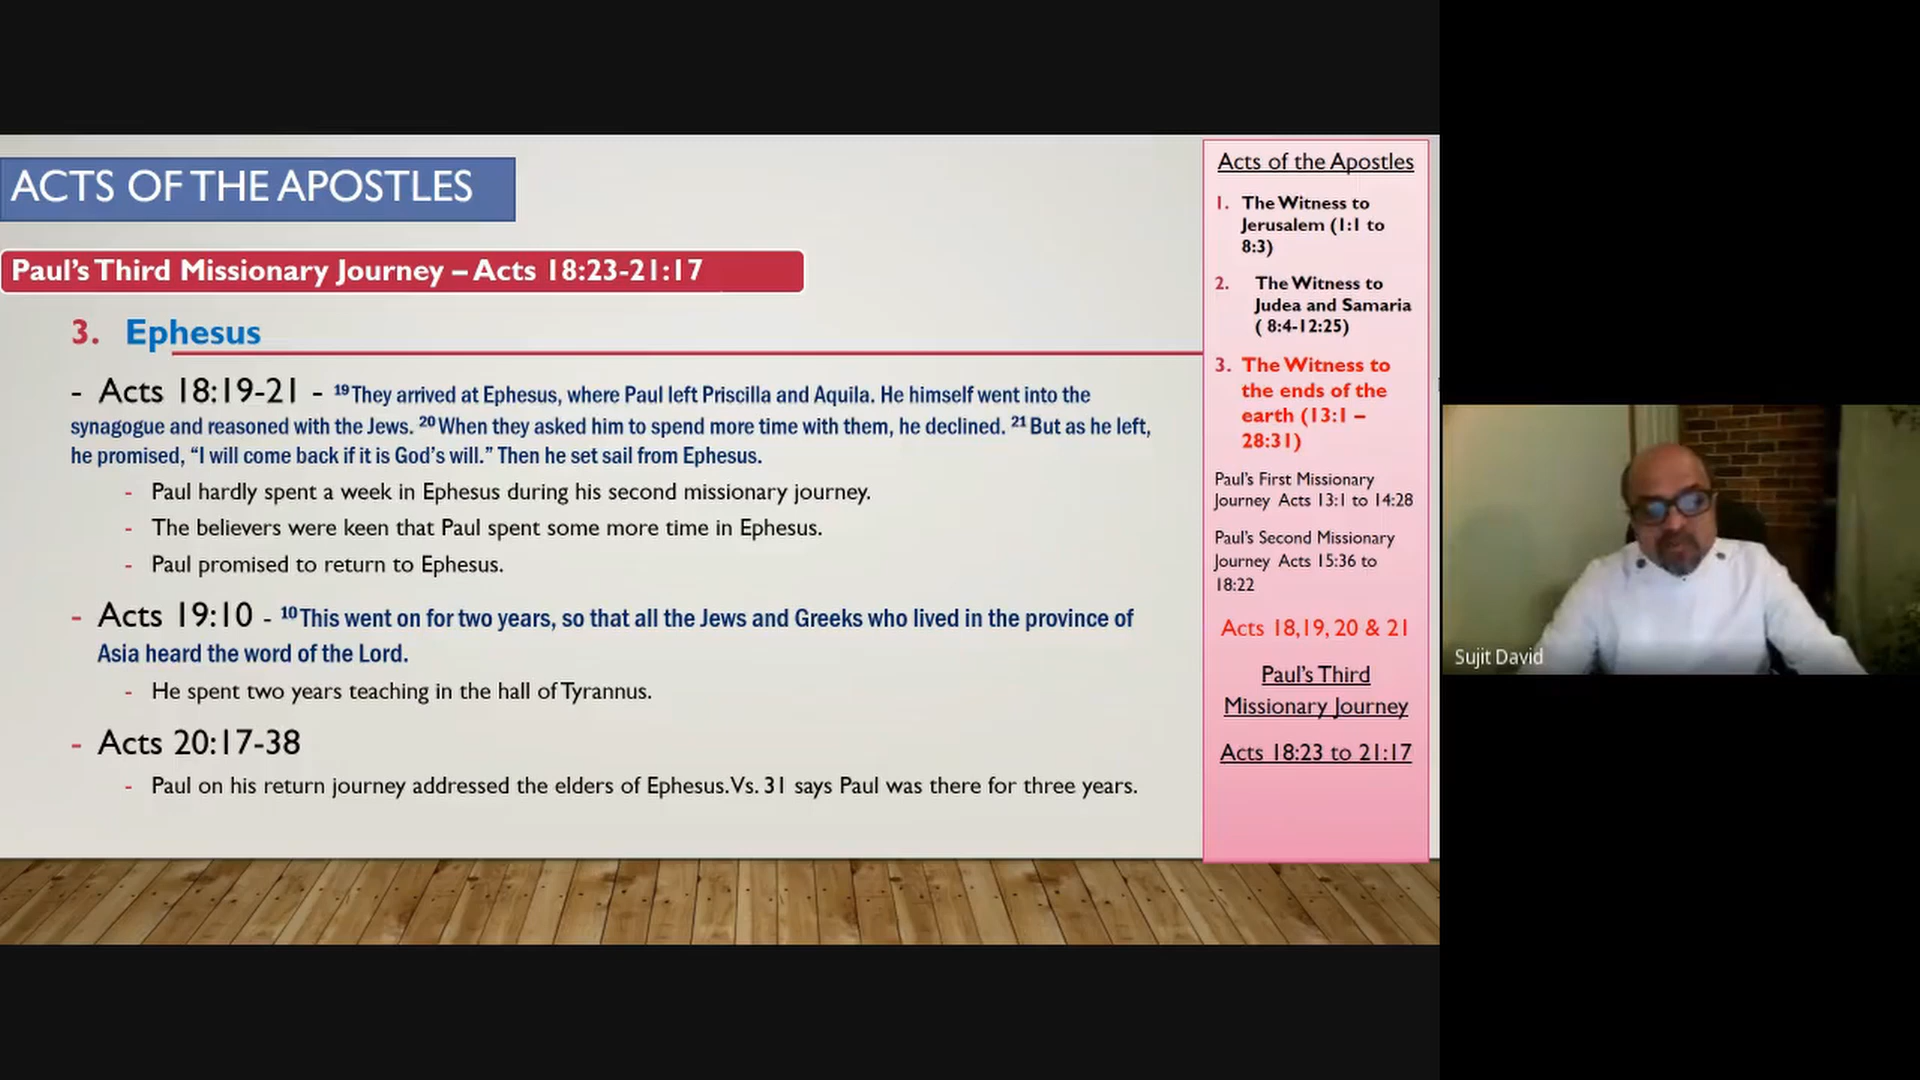 ACTS OF THE APOSTLES
Paul's Third Missionary Journey – Acts 18:23-21:17
3. Ephesus
- Acts 18:19-21 - 19 They arrived at Ephesus, where Paul left Priscilla and Aquila. He himself went into the
synagogue and reasoned with the Jews. 20 When they asked him to spend more time with them, he declined. 21 But as he left,
he promised, “I will come back if it is God’s will.” Then he set sail from Ephesus.
- Paul hardly spent a week in Ephesus during his second missionary journey.
- The believers were keen that Paul spent some more time in Ephesus.
- Paul promised to return to Ephesus.
- Acts 19:10 - 10 This went on for two years, so that all the Jews and Greeks who lived in the province of
Asia heard the word of the Lord.
- He spent two years teaching in the hall of Tyrannus.
- Acts 20:17-38
- Paul on his return journey addressed the elders of Ephesus. Vs. 31 says Paul was there for three years.
Acts of the Apostles
1. The Witness to
Jerusalem (1:1 to
8:3)
2. The Witness to
Judea and Samaria
( 8:4-12:25)
3. The Witness to
the ends of the
earth (13:1 –
28:31)
Paul’s First Missionary
Journey Acts 13:1 to 14:28
Paul’s Second Missionary
Journey Acts 15:36 to
18:22
Acts 18,19, 20 & 21
Paul’s Third
Missionary Journey
Acts 18:23 to 21:17
Sujit David